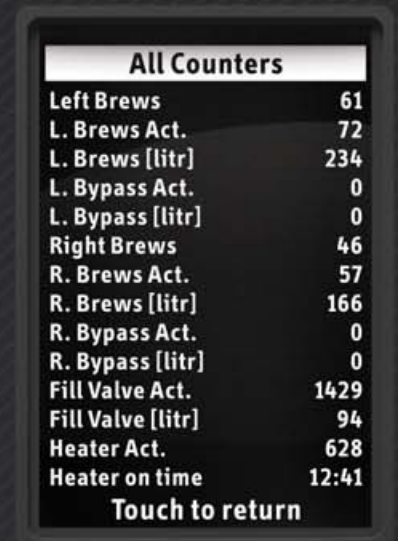 All Counters
Left Brews 61
L. Brews Act. 72
L. Brews [litr] 234
L. Bypass Act. 0
L. Bypass [litr] 0
Right Brews 46
R. Brews Act. 57
R. Brews [litr] 166
R. Bypass Act. 0
R. Bypass [litr] 0
Fill Valve Act. 1429
Fill Valve [litr] 94
Heater Act. 628
Heater on time 12:41
Touch to return